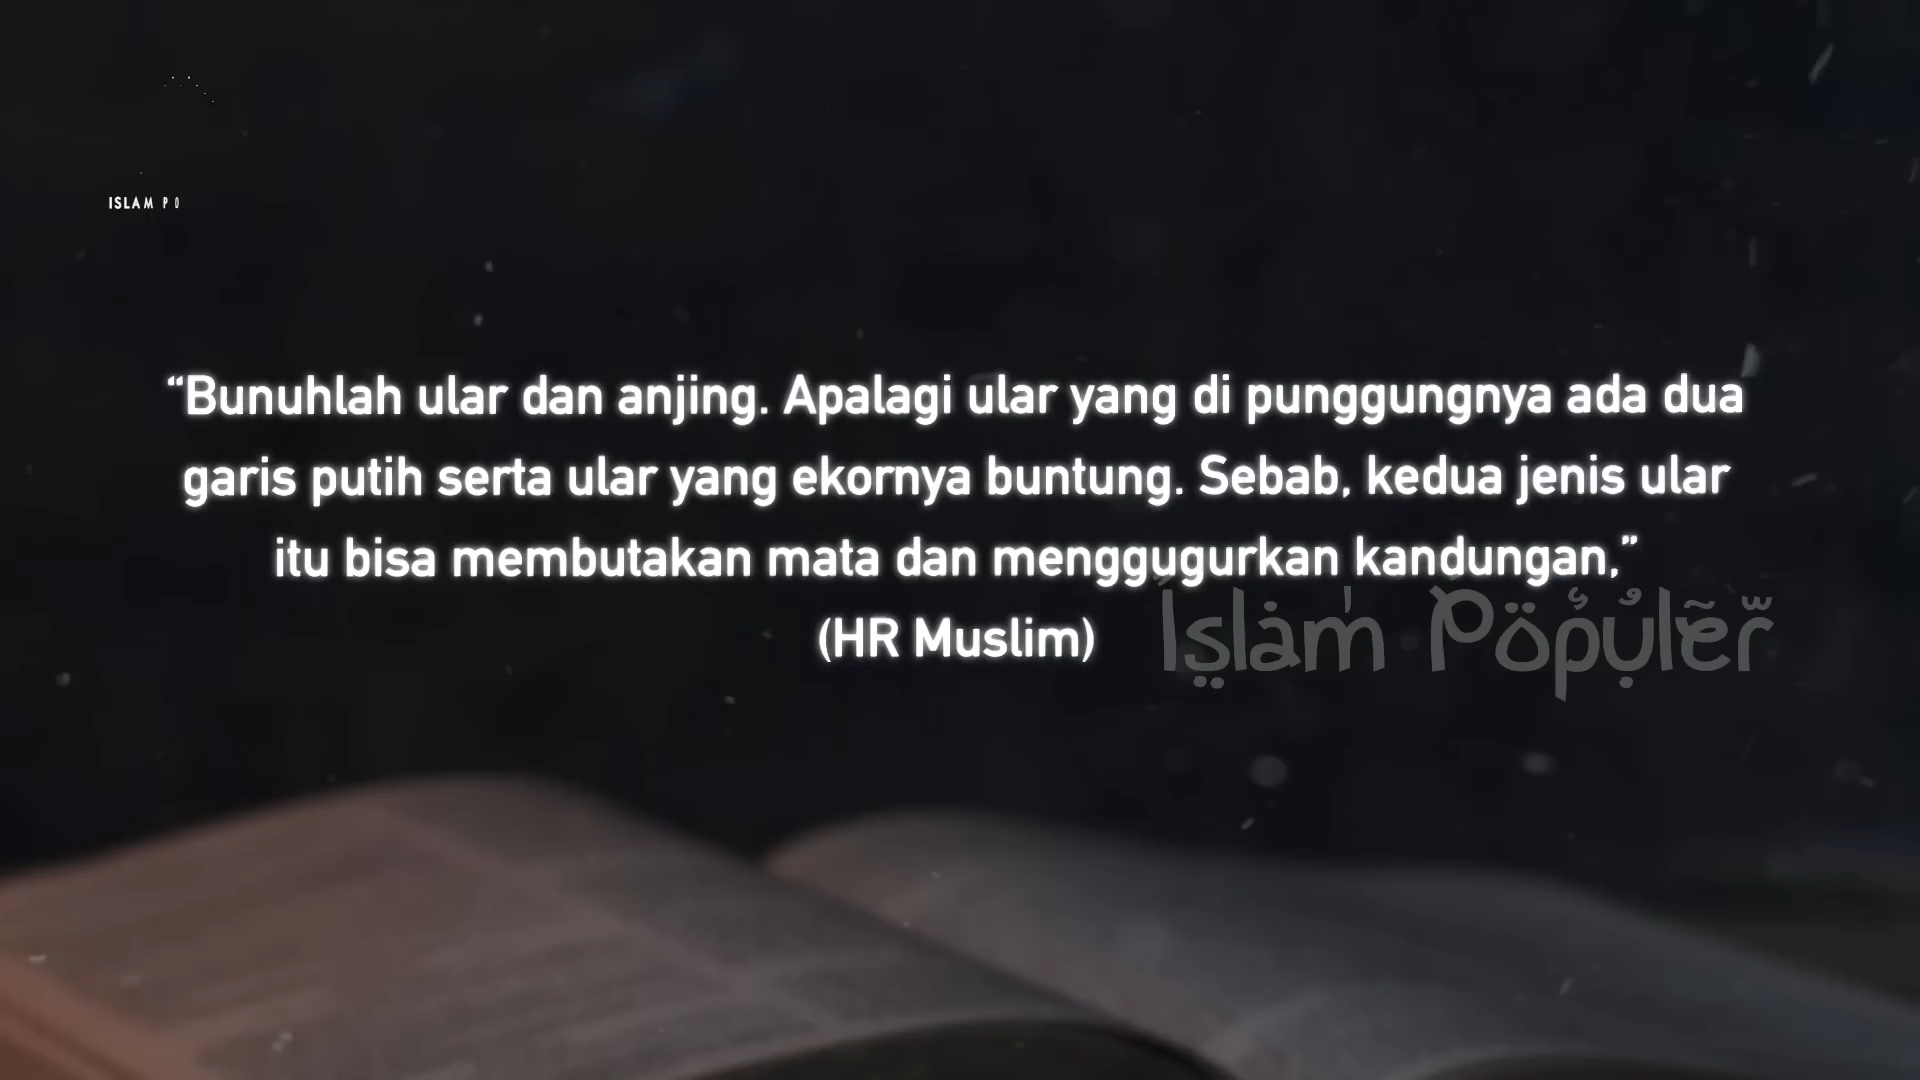 ISLAM PO
“Bunuhlah ular dan anjing. Apalagi ular yang di punggungnya ada dua
garis putih serta ular yang ekornya buntung. Sebab, kedua jenis ular
itu bisa membutakan mata dan menggugurkan kandungan,”
(HR Muslim)
Islam Populer